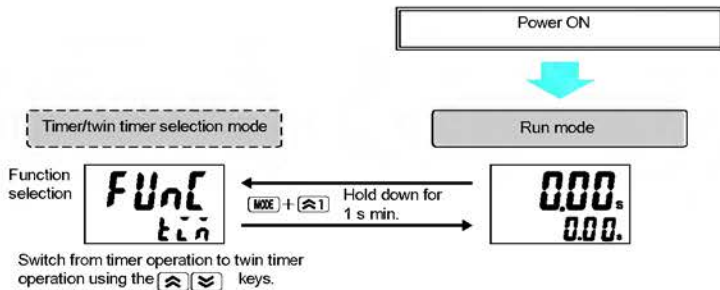 Power ON
Timer/twin timer selection mode
Run mode
Function
selection
FUnC
tin
MODE + ︽1 Hold down for
1 s min.
0.00s
0.00s
Switch from timer operation to twin timer
operation using the ︽ ︾ keys.